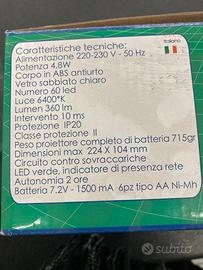 Italiano
Caratteristiche tecniche:
Alimentazione 220-230 V - 50 Hz
Potenza 4,8W
Corpo in ABS antiurto
Vetro sabbiato chiaro
Numero 60 led
Luce 6400°K
Lumen 360 lm
Intervento 10 ms
Protezione IP20
Classe protezione II
Peso proiettore completo di batteria 715gr
Dimensioni max 224 X 104 mm
Circuito contro sovraccariche
LED verde, indicatore di presenza rete
Autonomia 2 ore
Batteria 7.2V - 1500 mA 6pz tipo AA Ni-Mh
subito